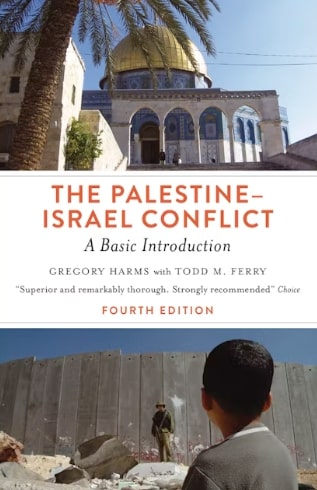 THE PALESTINE–
ISRAEL CONFLICT
A Basic Introduction
GREGORY HARMS with TODD M. FERRY
“Superior and remarkably thorough. Strongly recommended” Choice
FOURTH EDITION